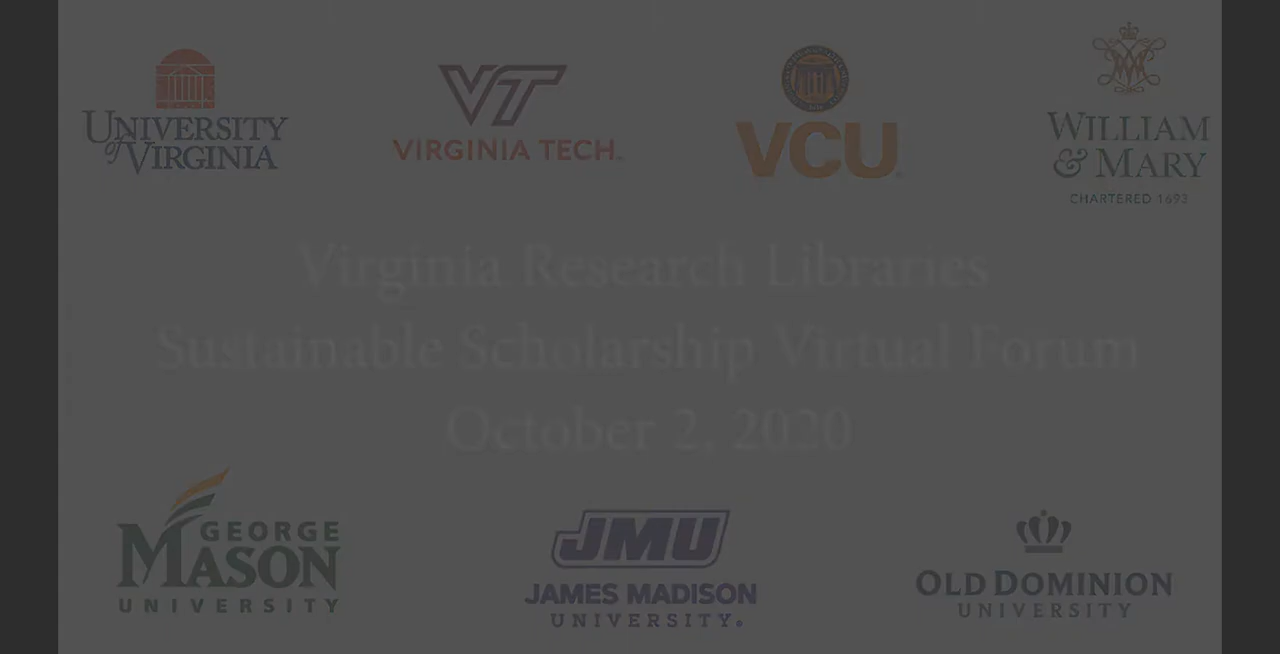 UNIVERSITY
of VIRGINIA
VT
VIRGINIA TECH
VCU
WILLIAM
& MARY
CHARTERED 1693
Virginia Research Libraries
Sustainable Scholarship Virtual Forum
October 2, 2020
GEORGE
MASON
UNIVERSITY
JMU
JAMES MADISON
UNIVERSITY®
OLD DOMINION
UNIVERSITY